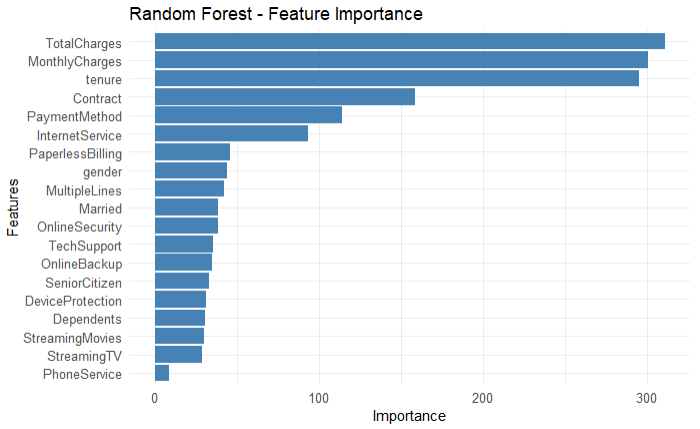 Random Forest - Feature Importance
Features
TotalCharges
MonthlyCharges
tenure
Contract
PaymentMethod
InternetService
PaperlessBilling
gender
MultipleLines
Married
OnlineSecurity
TechSupport
OnlineBackup
SeniorCitizen
DeviceProtection
Dependents
StreamingMovies
StreamingTV
PhoneService
0 100 200 300
Importance